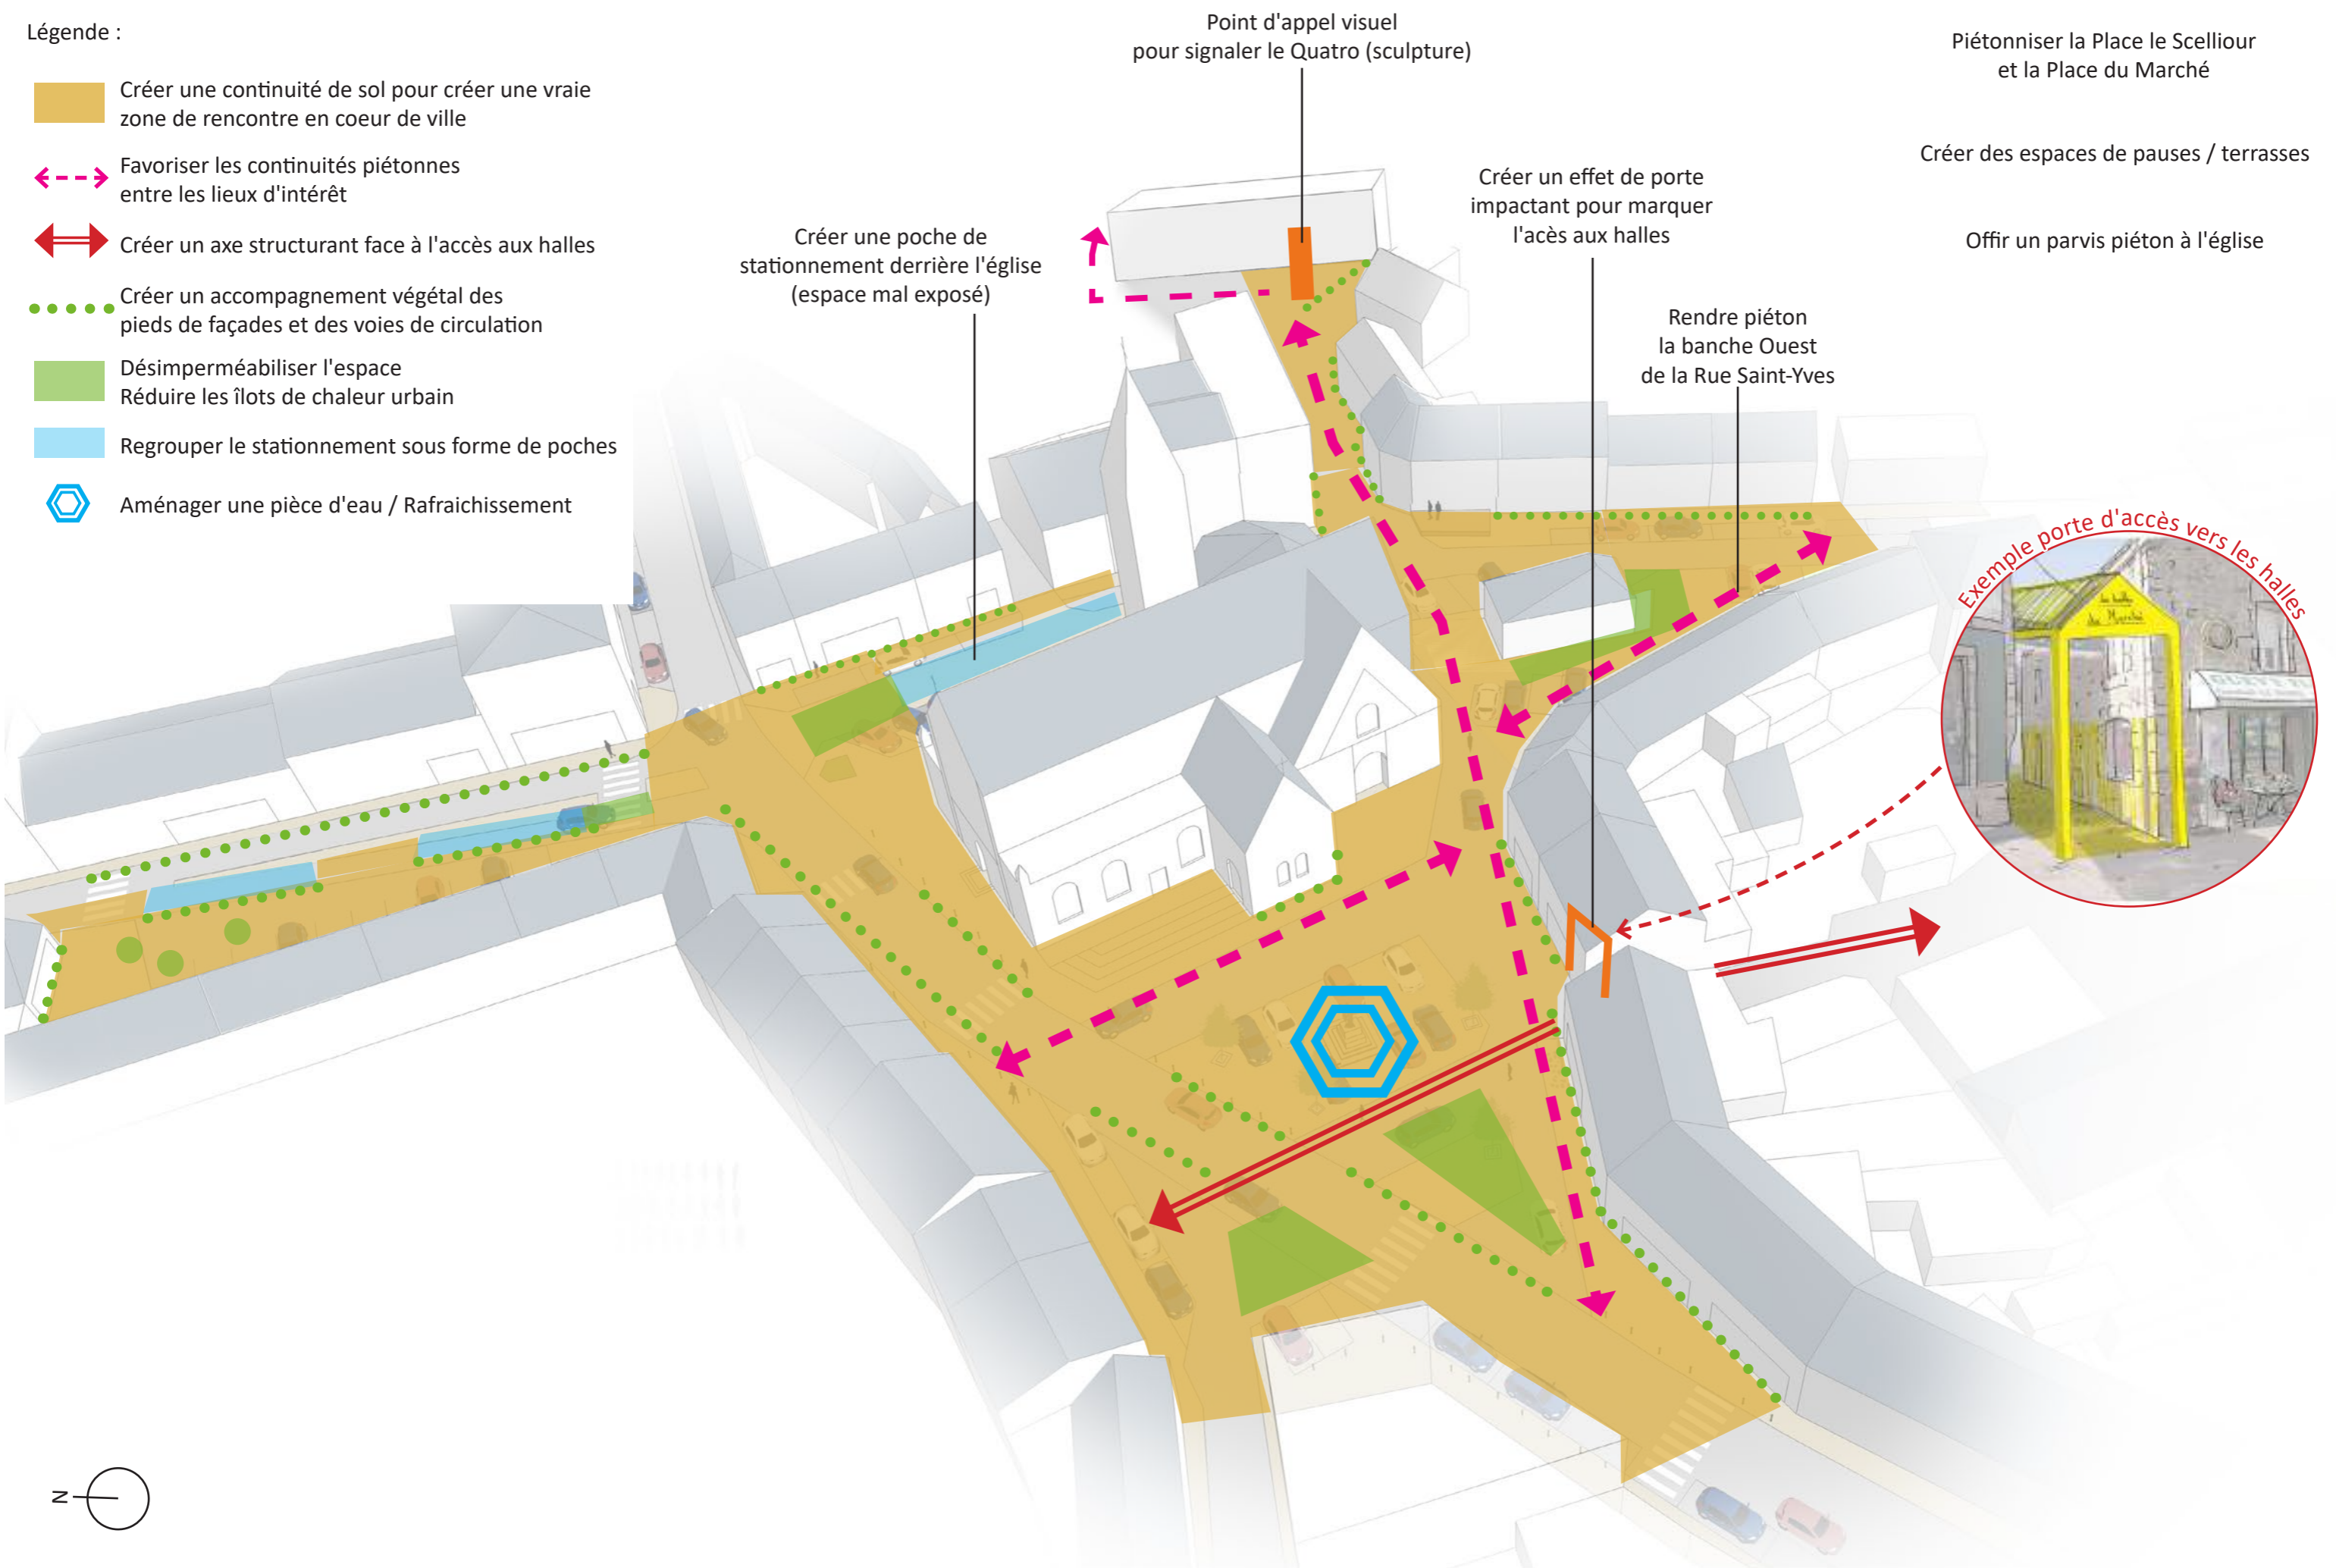 Légende :
Créer une continuité de sol pour créer une vraie
zone de rencontre en coeur de ville
Favoriser les continuités piétonnes
entre les lieux d'intérêt
Créer un axe structurant face à l'accès aux halles
Créer un accompagnement végétal des
pieds de façades et des voies de circulation
Désimperméabiliser l'espace
Réduire les îlots de chaleur urbain
Regrouper le stationnement sous forme de poches
Aménager une pièce d'eau / Rafraichissement
Point d'appel visuel
pour signaler le Quatro (sculpture)
Piétonniser la Place le Scelliour
et la Place du Marché
Créer des espaces de pauses / terrasses
Offir un parvis piéton à l'église
Créer une poche de
stationnement derrière l'église
(espace mal exposé)
Créer un effet de porte
impactant pour marquer
l'acès aux halles
Rendre piéton
la banche Ouest
de la Rue Saint-Yves
Exemple porte d'accès vers les halles
du Marché
N